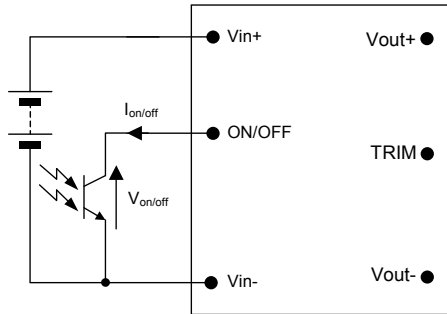 Vin+
Vout+
Ion/off
ON/OFF
TRIM
Von/off
Vin-
Vout-